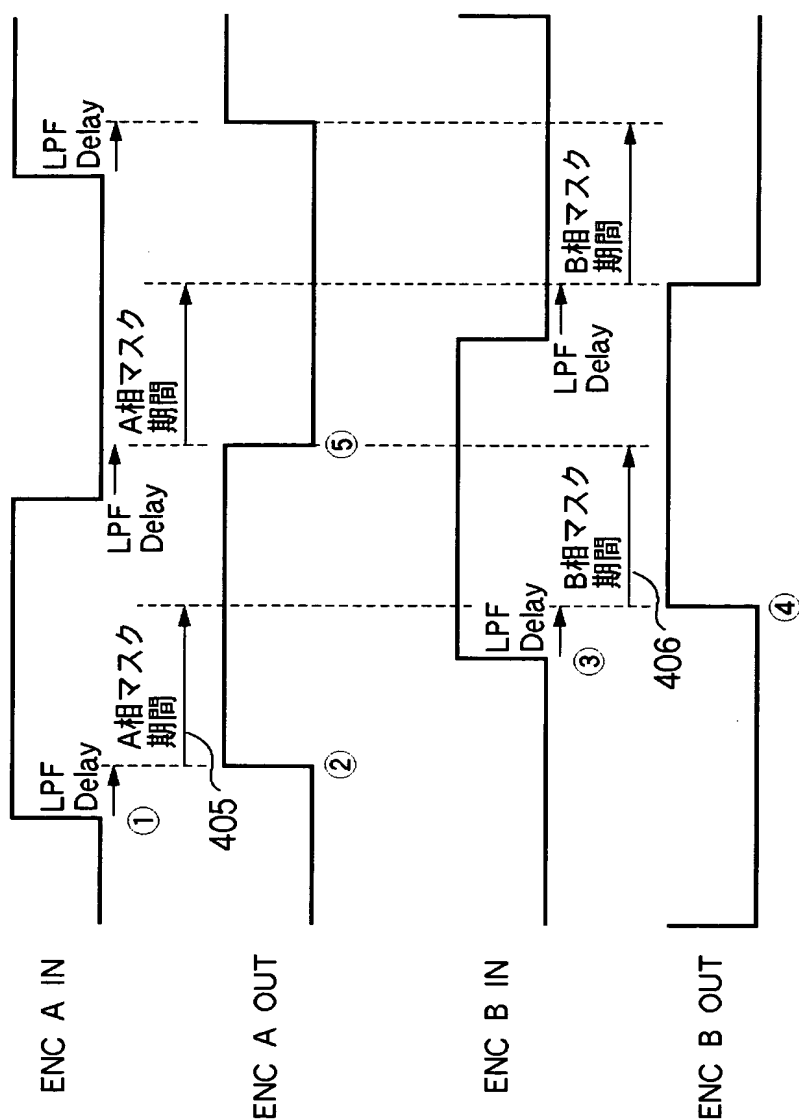 ENC A IN
①
LPF
Delay
LPF
Delay
LPF
Delay
A相マスク
期間
A相マスク
期間
405
ENC A OUT
②
⑤
ENC B IN
③
LPF
Delay
LPF
Delay
B相マスク
期間
B相マスク
期間
406
ENC B OUT
④